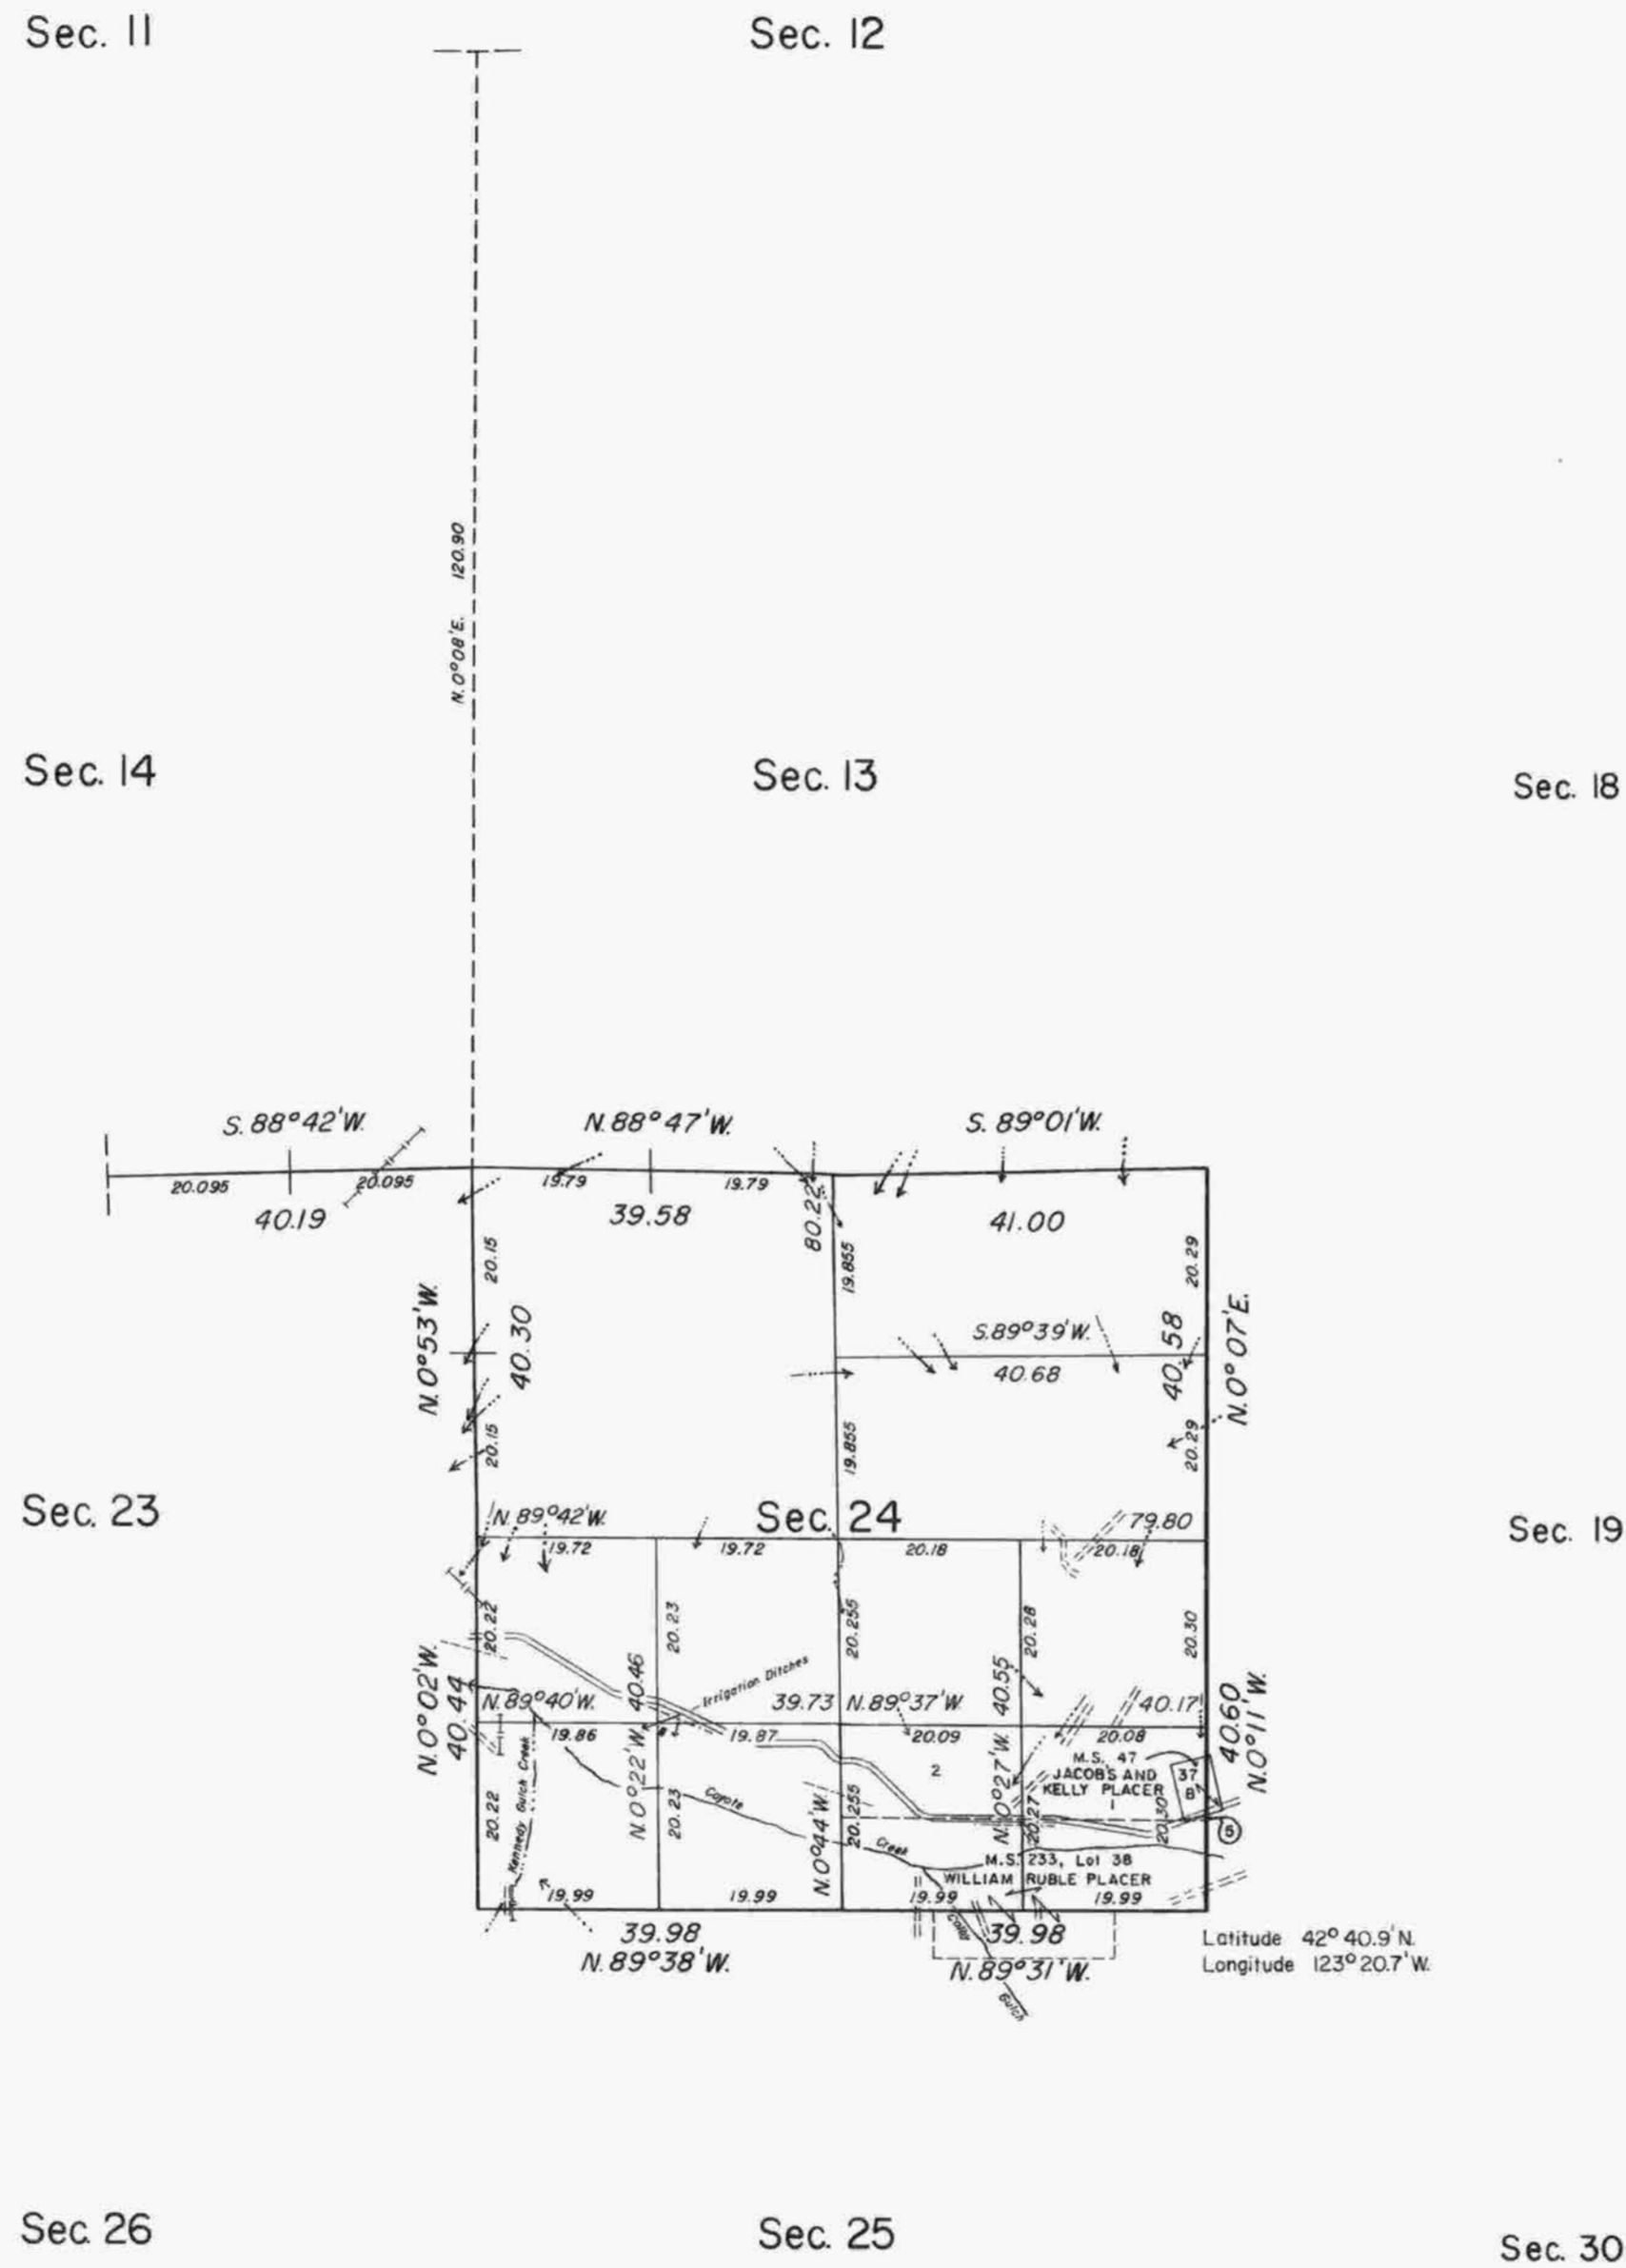 Sec. 11
Sec. 12
N.0°08'E. 120.90
Sec. 14
Sec. 13
Sec. 18
S. 88°42'W.
N. 88°47'W.
S. 89°01'W.
20.095
20.095
19.79
19.79
40.19
39.58
80.22
41.00
20.15
19.855
20.29
N.0°53'W.
40.30
S.89°39'W.
40.68
40.58
N.0°07'E.
20.15
19.855
20.29
Sec. 23
N. 89°42'W.
Sec. 24
79.80
Sec. 19
19.72
19.72
20.18
20.18
20.22
20.23
20.255
20.28
20.30
N.0°02'W.
40.44
40.46
Irrigation Ditches
40.55
N.89°40'W.
39.73
N.89°37'W.
40.17
40.60
N.0°11'W.
19.86
19.87
20.09
20.08
N.0°22'W.
N.0°27'W.
2
M.S. 47
JACOB'S AND
KELLY PLACER
1
37
B
20.22
Kennedy Gulch Creek
20.23
Coyote
Creek
N.0°44'W.
20.255
20.27
20.30
5
M.S. 233, Lot 38
WILLIAM RUBLE PLACER
19.99
19.99
19.99
19.99
39.98
N. 89°38'W.
39.98
N. 89°31'W.
Gulch
Latitude 42°40.9'N.
Longitude 123°20.7'W.
Sec. 26
Sec. 25
Sec. 30